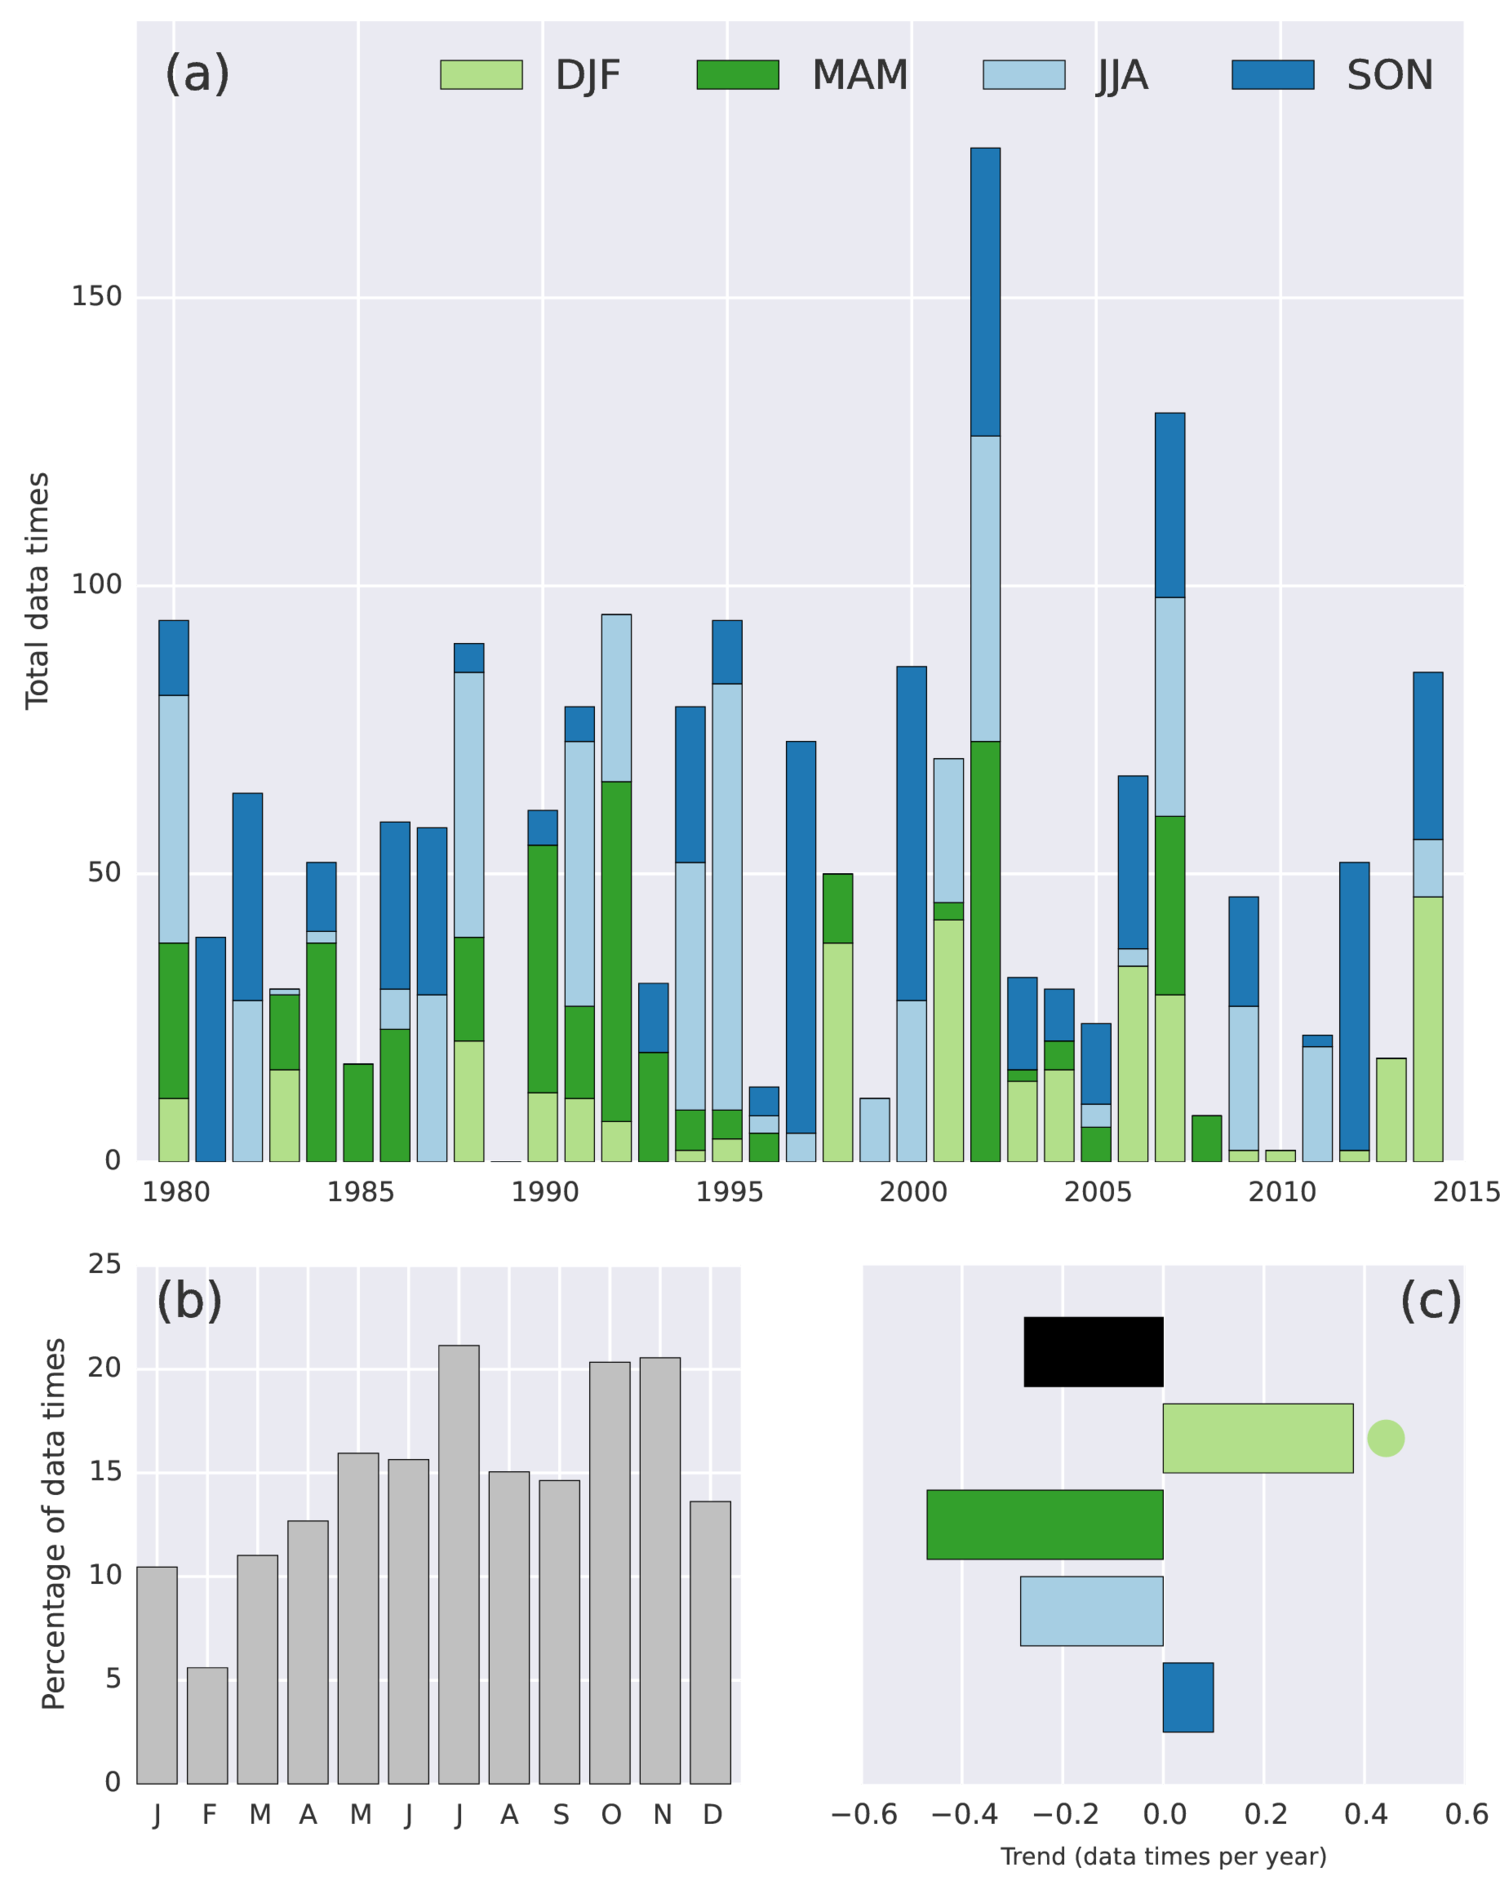 (a) DJF MAM JJA SON
Total data times
150
100
50
0
1980 1985 1990 1995 2000 2005 2010 2015
(b)
Percentage of data times
25
20
15
10
5
0
J F M A M J J A S O N D
(c)
−0.6 −0.4 −0.2 0.0 0.2 0.4 0.6
Trend (data times per year)